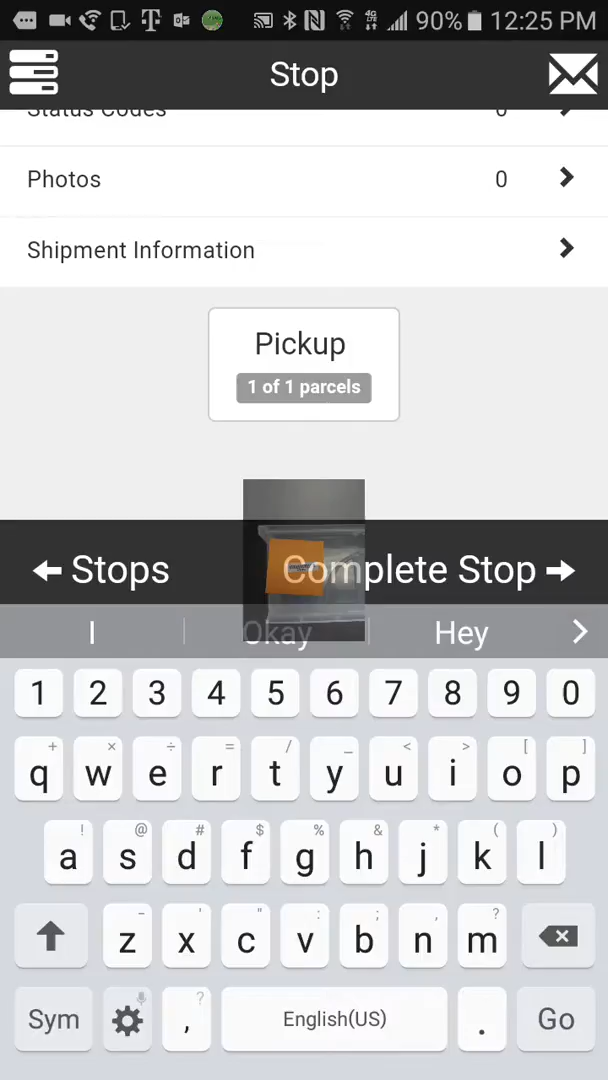 90% 12:25 PM
Stop
Status Codes 0
Photos 0
Shipment Information
Pickup
1 of 1 parcels
Stops Complete Stop
I Okay Hey
1 2 3 4 5 6 7 8 9 0
+ × ÷ = / _ < > [ ]
q w e r t y u i o p
! @ # $ % & * ( )
a s d f g h j k l
- ' " : ; , ?
z x c v b n m
?
Sym , English(US) . Go